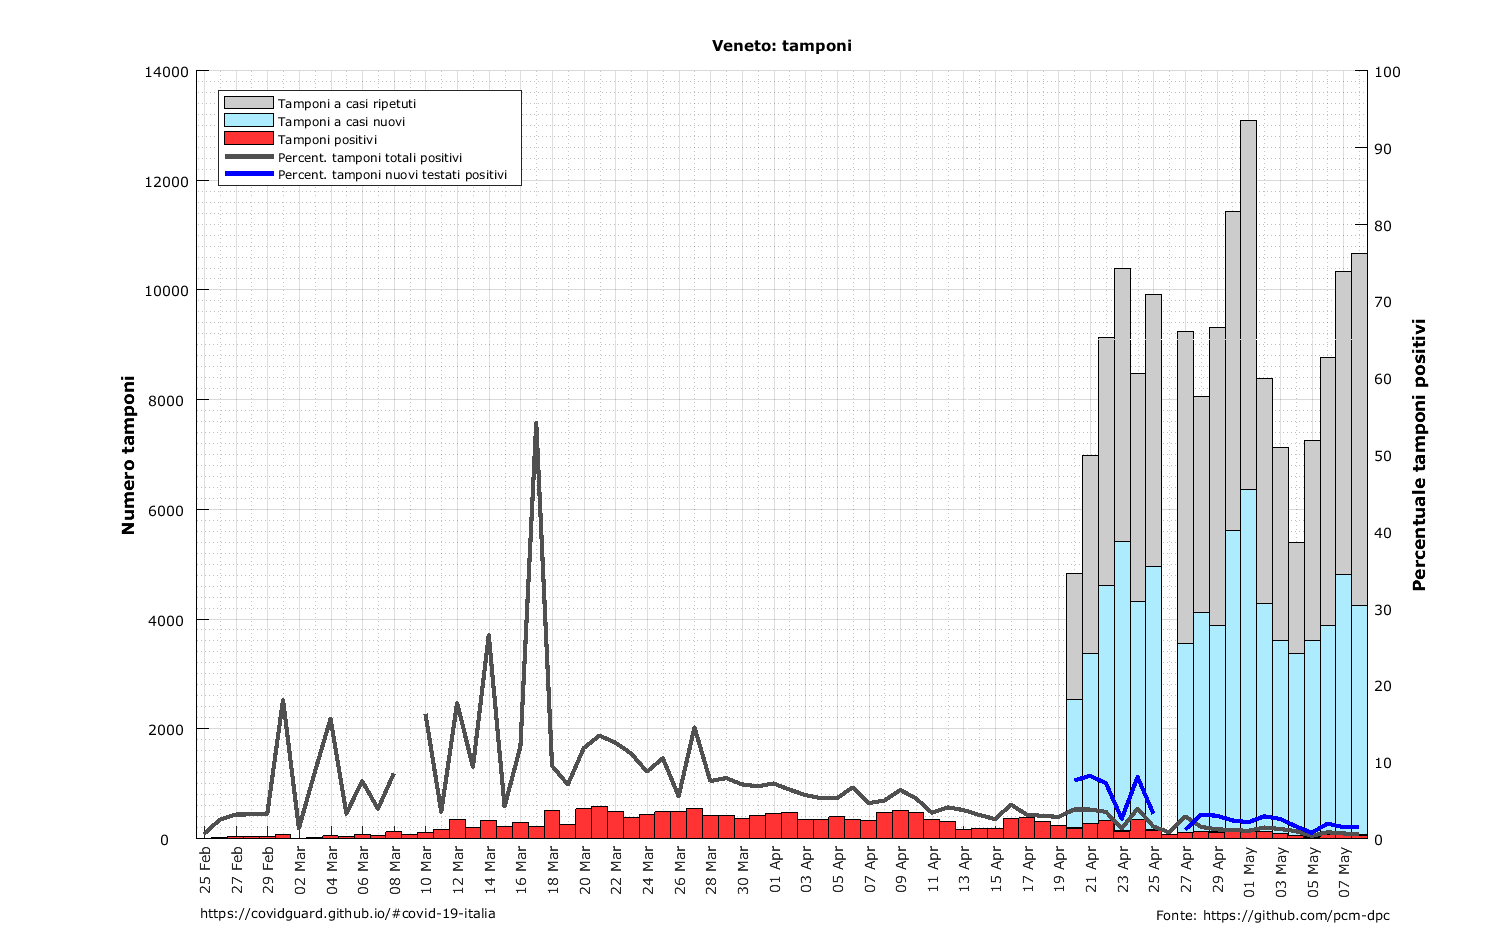 Veneto: tamponi
14000
12000
10000
8000
6000
4000
2000
0
Numero tamponi
Tamponi a casi ripetuti
Tamponi a casi nuovi
Tamponi positivi
Percent. tamponi totali positivi
Percent. tamponi nuovi testati positivi
100
90
80
70
60
50
40
30
20
10
0
Percentuale tamponi positivi
25 Feb
27 Feb
29 Feb
02 Mar
04 Mar
06 Mar
08 Mar
10 Mar
12 Mar
14 Mar
16 Mar
18 Mar
20 Mar
22 Mar
24 Mar
26 Mar
28 Mar
30 Mar
01 Apr
03 Apr
05 Apr
07 Apr
09 Apr
11 Apr
13 Apr
15 Apr
17 Apr
19 Apr
21 Apr
23 Apr
25 Apr
27 Apr
29 Apr
01 May
03 May
05 May
07 May
https://covidguard.github.io/#covid-19-italia
Fonte: https://github.com/pcm-dpc